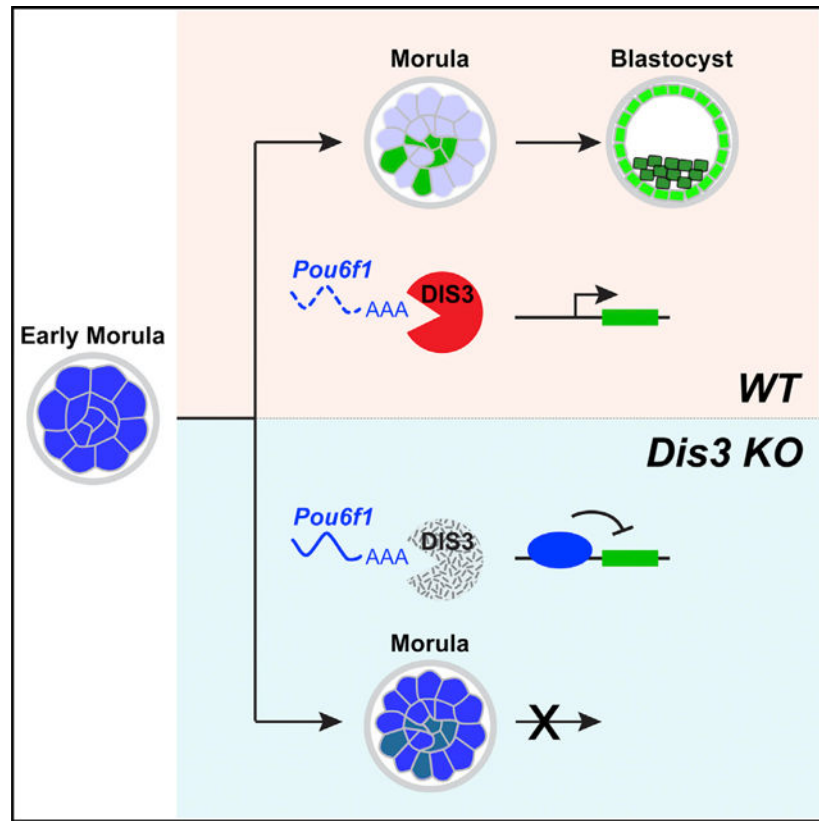 Morula
Blastocyst
Pou6f1
AAA
DIS3
Early Morula
WT
Dis3 KO
Pou6f1
AAA
DIS3
Morula
X